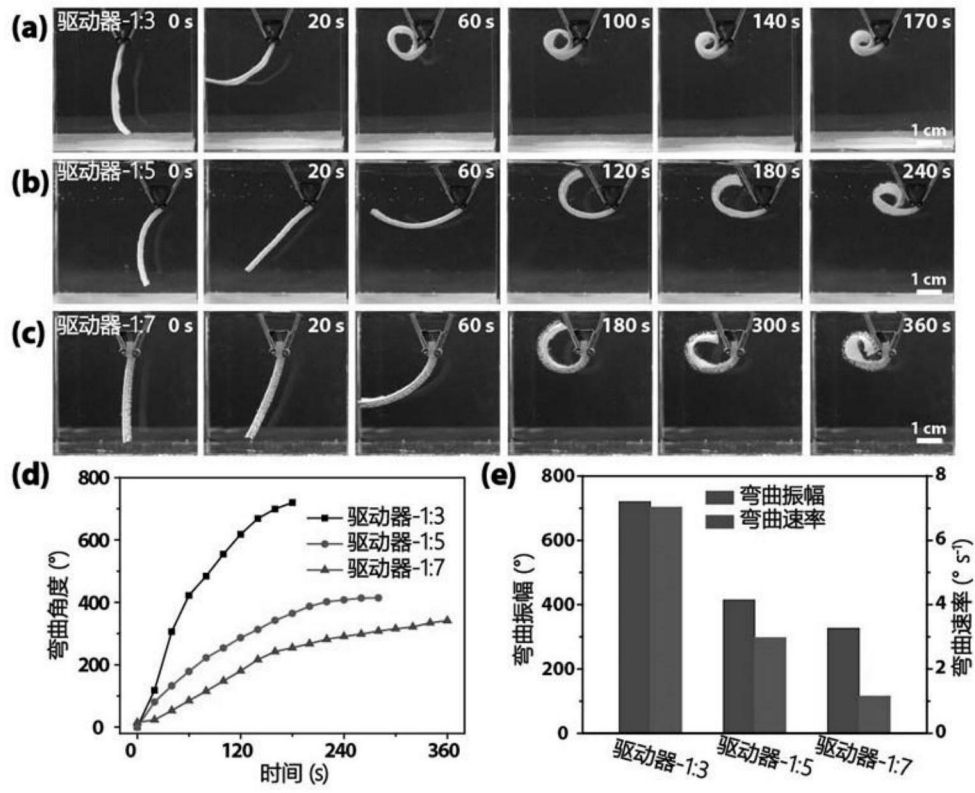 (a)
驱动器-1:3 0 s 20 s 60 s 100 s 140 s 170 s
1 cm
(b)
驱动器-1:5 0 s 20 s 60 s 120 s 180 s 240 s
1 cm
(c)
驱动器-1:7 0 s 20 s 60 s 180 s 300 s 360 s
1 cm
(d)
800
600
400
200
0
弯曲角度 (°)
驱动器-1:3
驱动器-1:5
驱动器-1:7
0 120 240 360
时间 (s)
(e)
800
600
400
200
0
弯曲振幅 (°)
弯曲振幅
弯曲速率
8
6
4
2
0
弯曲速率 (° s⁻¹)
驱动器-1:3 驱动器-1:5 驱动器-1:7